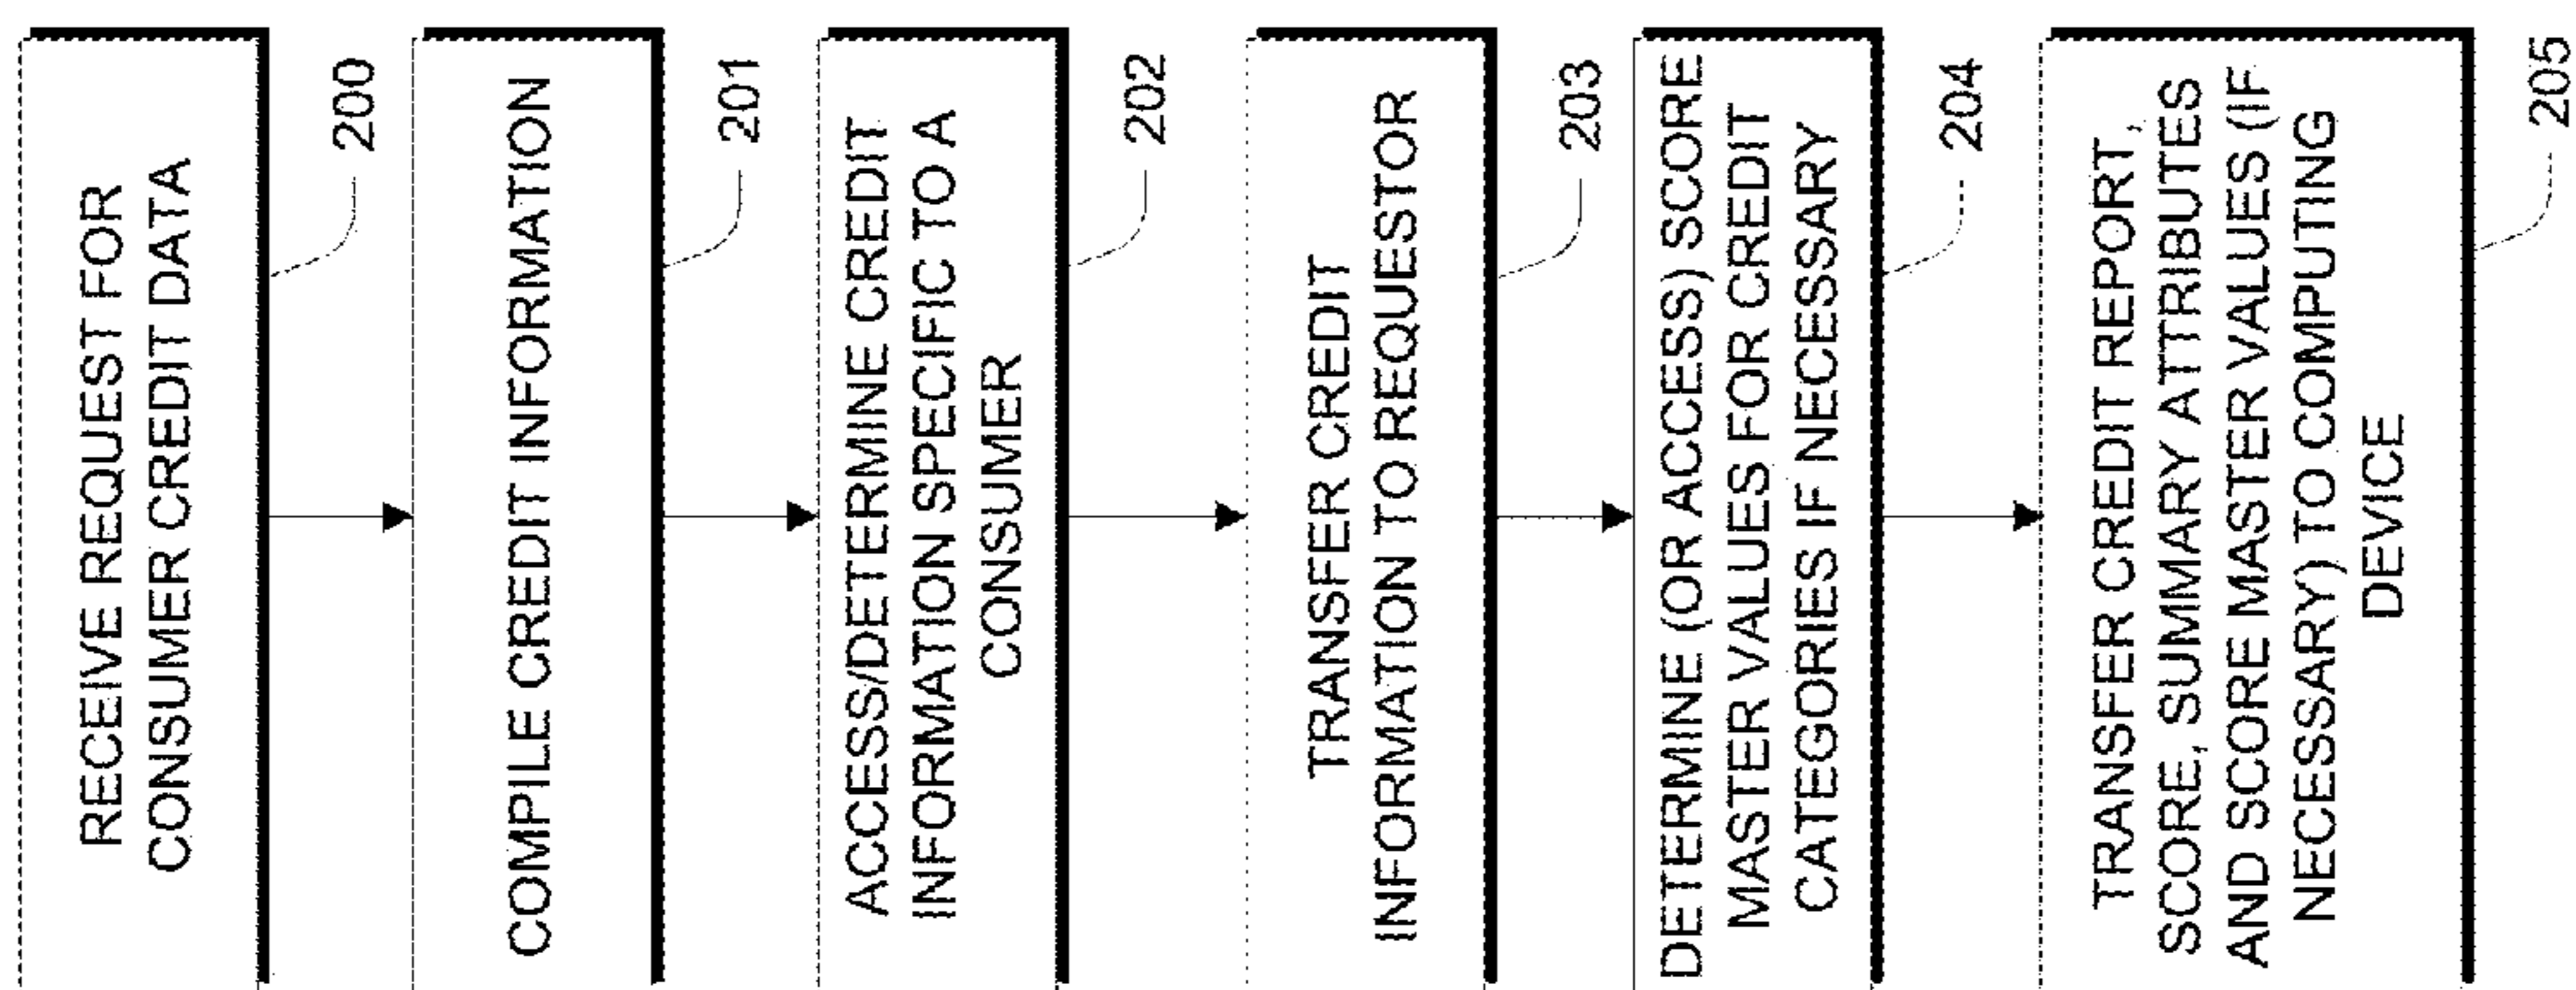 RECEIVE REQUEST FOR
CONSUMER CREDIT DATA
200
COMPILE CREDIT INFORMATION
201
ACCESS/DETERMINE CREDIT
INFORMATION SPECIFIC TO A
CONSUMER
202
TRANSFER CREDIT
INFORMATION TO REQUESTOR
203
DETERMINE (OR ACCESS) SCORE
MASTER VALUES FOR CREDIT
CATEGORIES IF NECESSARY
204
TRANSFER CREDIT REPORT,
SCORE, SUMMARY ATTRIBUTES
AND SCORE MASTER VALUES (IF
NECESSARY) TO COMPUTING
DEVICE
205